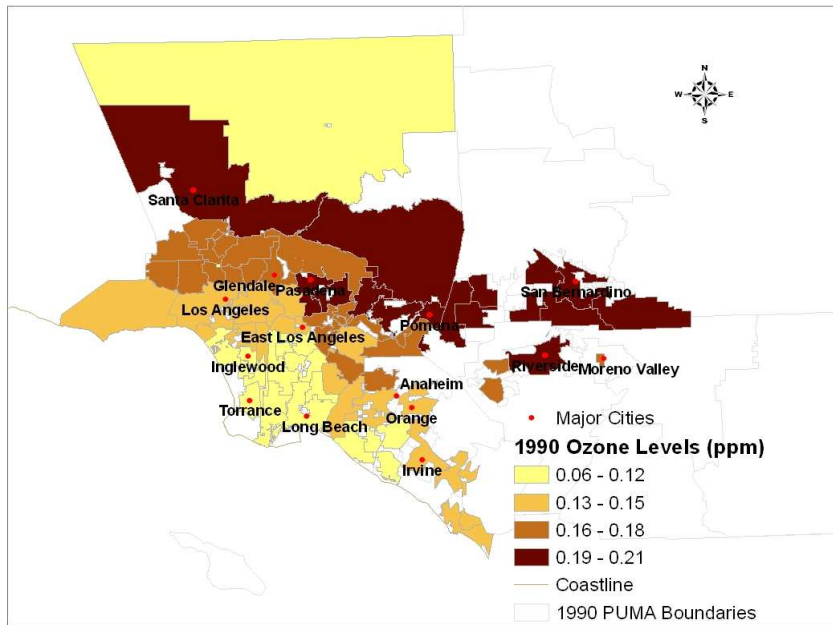 N
W E
S
Santa Clarita
Glendale
Pasadena
San Bernardino
Los Angeles
Pomona
East Los Angeles
Inglewood
Riverside
Moreno Valley
Anaheim
Torrance
Orange
Long Beach
Irvine
Major Cities
1990 Ozone Levels (ppm)
0.06 - 0.12
0.13 - 0.15
0.16 - 0.18
0.19 - 0.21
Coastline
1990 PUMA Boundaries